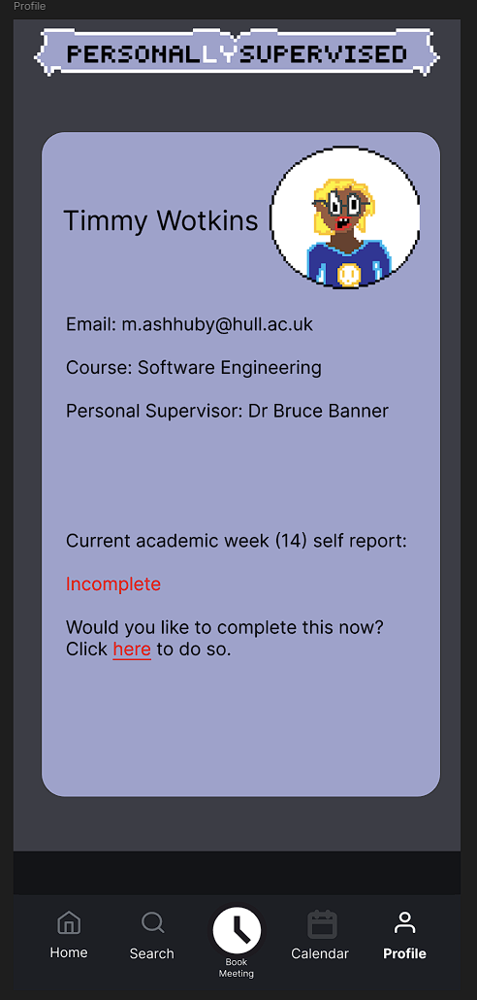 Profile
PERSONALLYSUPERVISED
Timmy Wotkins
Email: m.ashhuby@hull.ac.uk
Course: Software Engineering
Personal Supervisor: Dr Bruce Banner
Current academic week (14) self report:
Incomplete
Would you like to complete this now?
Click here to do so.
Home
Search
Book
Meeting
Calendar
Profile